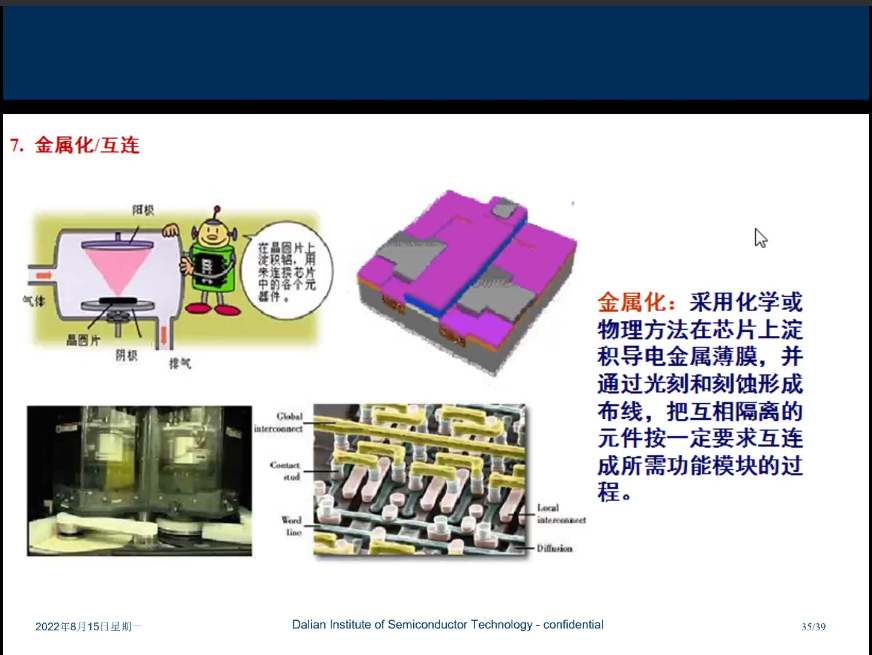 7. 金属化/互连
阳极
在晶圆片上
淀积铝，用
来连接芯片
中的各个元
器件。
气体
晶圆片
阴极
排气
金属化：采用化学或
物理方法在芯片上淀
积导电金属薄膜，并
通过光刻和刻蚀形成
布线，把互相隔离的
元件按一定要求互连
成所需功能模块的过
程。
Global
interconnect
Contact
stud
Word
line
Local
interconnect
Diffusion
2022年8月15日星期一
Dalian Institute of Semiconductor Technology - confidential
35/39